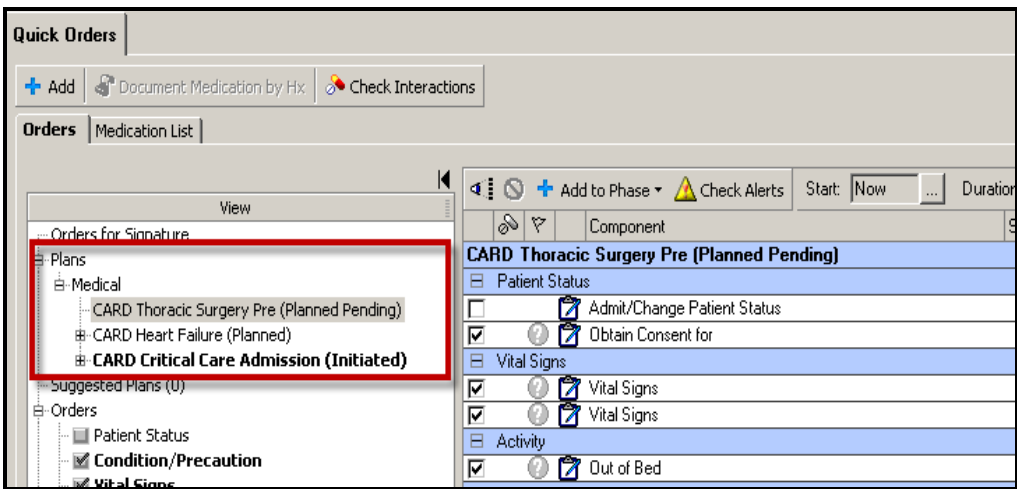 Quick Orders
Add Document Medication by Hx Check Interactions
Orders Medication List
View
Orders for Signature
Plans
Medical
CARD Thoracic Surgery Pre (Planned Pending)
CARD Heart Failure (Planned)
CARD Critical Care Admission (Initiated)
Suggested Plans (0)
Orders
Patient Status
Condition/Precaution
Vital Signs
Add to Phase Check Alerts Start: Now ... Duration
Component S
CARD Thoracic Surgery Pre (Planned Pending)
Patient Status
Admit/Change Patient Status
Obtain Consent for
Vital Signs
Vital Signs
Vital Signs
Activity
Out of Bed